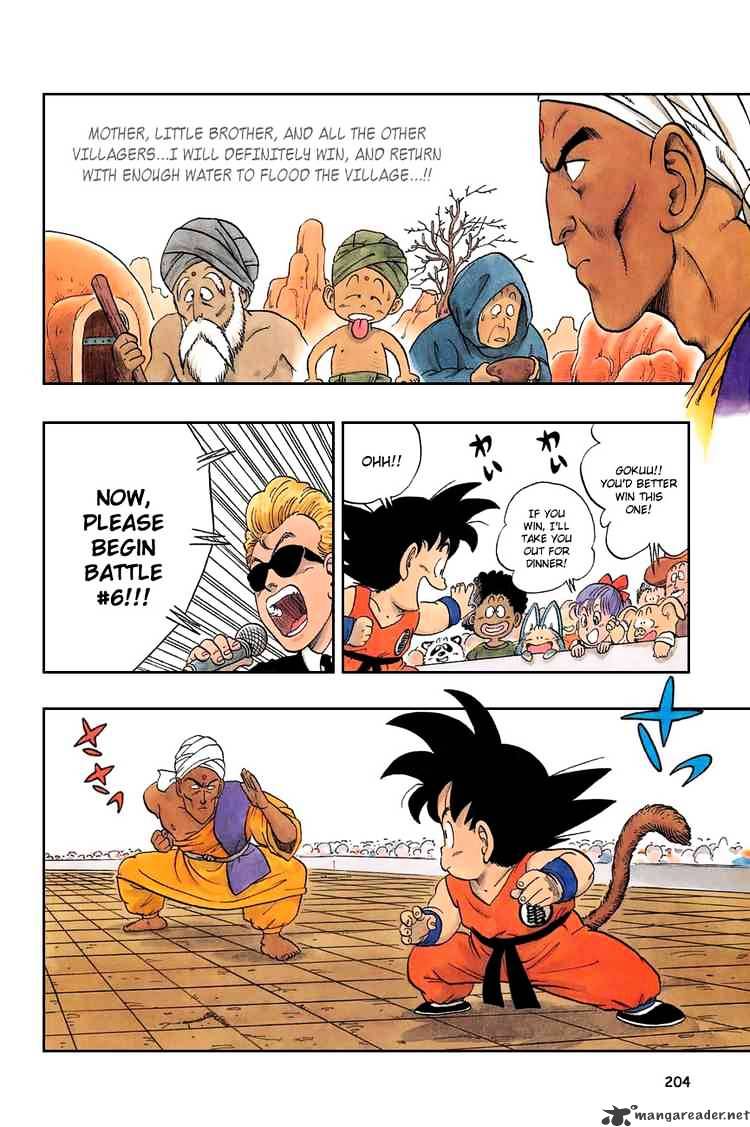 MOTHER, LITTLE BROTHER, AND ALL THE OTHER
VILLAGERS...I WILL DEFINITELY WIN, AND RETURN
WITH ENOUGH WATER TO FLOOD THE VILLAGE...!!
NOW,
PLEASE
BEGIN
BATTLE
#6!!!
OHH!!
わい
わい
IF YOU
WIN, I'LL
TAKE YOU
OUT FOR
DINNER!
GOKUU!!
YOU'D BETTER
WIN THIS
ONE!
204
mangareader.net